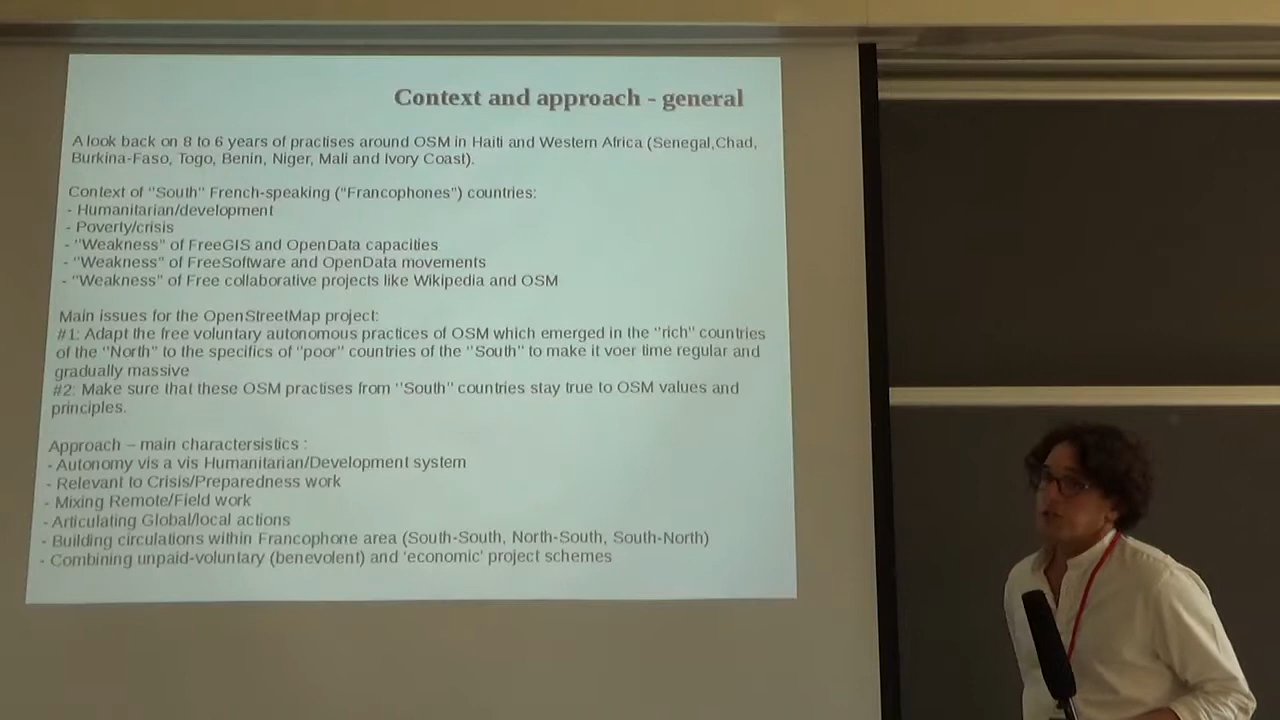 Context and approach - general
A look back on 8 to 6 years of practises around OSM in Haiti and Western Africa (Senegal,Chad,
Burkina-Faso, Togo, Benin, Niger, Mali and Ivory Coast).
Context of "South" French-speaking ("Francophones") countries:
- Humanitarian/development
- Poverty/crisis
- "Weakness" of FreeGIS and OpenData capacities
- "Weakness" of FreeSoftware and OpenData movements
- "Weakness" of Free collaborative projects like Wikipedia and OSM
Main issues for the OpenStreetMap project:
#1: Adapt the free voluntary autonomous practices of OSM which emerged in the "rich" countries
of the "North" to the specifics of "poor" countries of the "South" to make it voer time regular and
gradually massive
#2: Make sure that these OSM practises from "South" countries stay true to OSM values and
principles.
Approach – main charactersistics :
- Autonomy vis a vis Humanitarian/Development system
- Relevant to Crisis/Preparedness work
- Mixing Remote/Field work
- Articulating Global/local actions
- Building circulations within Francophone area (South-South, North-South, South-North)
- Combining unpaid-voluntary (benevolent) and 'economic' project schemes